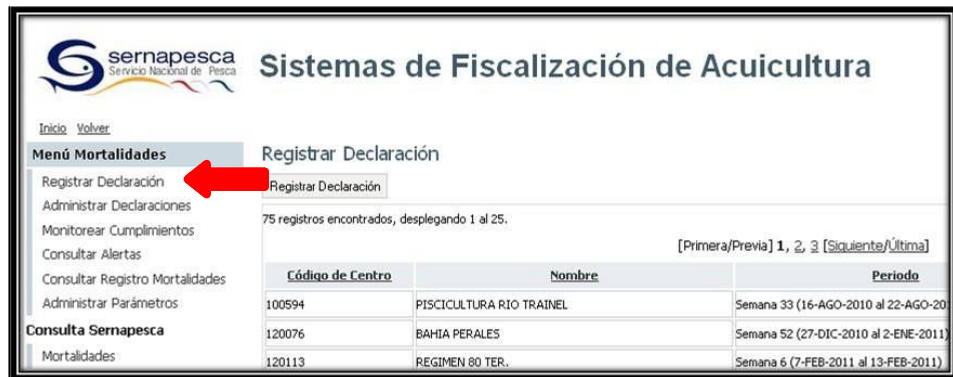 sernapesca
Servicio Nacional de Pesca
Sistemas de Fiscalización de Acuicultura
Inicio Volver
Menú Mortalidades
Registrar Declaración
Administrar Declaraciones
Monitorear Cumplimientos
Consultar Alertas
Consultar Registro Mortalidades
Administrar Parámetros
Consulta Sernapesca
Mortalidades
Registrar Declaración
Registrar Declaración
75 registros encontrados, desplegando 1 al 25.
[Primera/Previa] 1, 2, 3 [Siguiente/Última]
Código de Centro Nombre Periodo
100594 PISCICULTURA RIO TRAINEL Semana 33 (16-AGO-2010 al 22-AGO-20
120076 BAHIA PERALES Semana 52 (27-DIC-2010 al 2-ENE-2011)
120113 REGIMEN 80 TER. Semana 6 (7-FEB-2011 al 13-FEB-2011)